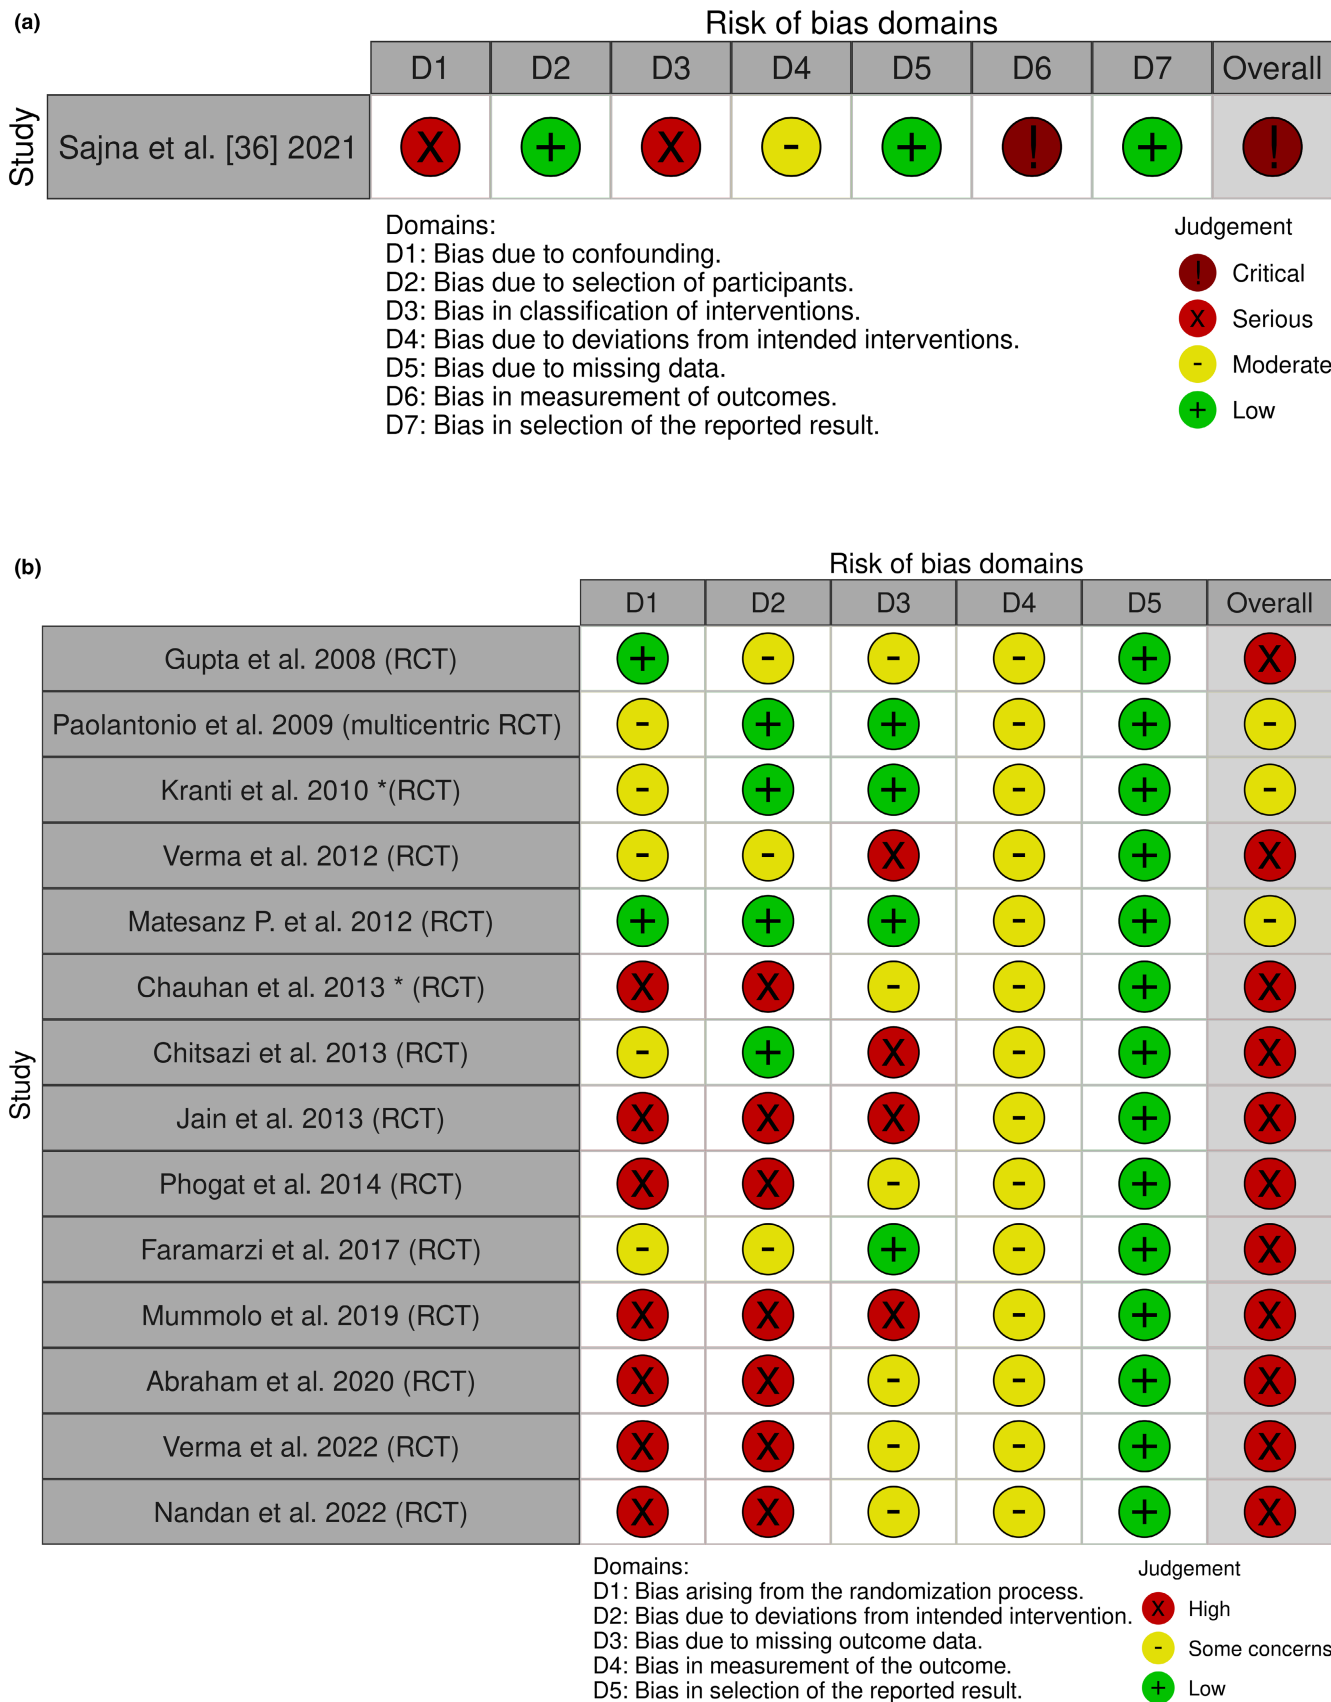 (a)
Risk of bias domains
D1 D2 D3 D4 D5 D6 D7 Overall
Study
Sajna et al. [36] 2021 X + X - + ! + !
Domains:
D1: Bias due to confounding.
D2: Bias due to selection of participants.
D3: Bias in classification of interventions.
D4: Bias due to deviations from intended interventions.
D5: Bias due to missing data.
D6: Bias in measurement of outcomes.
D7: Bias in selection of the reported result.
Judgement
! Critical
X Serious
- Moderate
+ Low
(b)
Risk of bias domains
D1 D2 D3 D4 D5 Overall
Study
Gupta et al. 2008 (RCT) + - - - + X
Paolantonio et al. 2009 (multicentric RCT) - + + - + -
Kranti et al. 2010 *(RCT) - + + - + -
Verma et al. 2012 (RCT) - - X - + X
Matesanz P. et al. 2012 (RCT) + + + - + -
Chauhan et al. 2013 * (RCT) X X - - + X
Chitsazi et al. 2013 (RCT) - + X - + X
Jain et al. 2013 (RCT) X X X - + X
Phogat et al. 2014 (RCT) X X - - + X
Faramarzi et al. 2017 (RCT) - - + - + X
Mummolo et al. 2019 (RCT) X X X - + X
Abraham et al. 2020 (RCT) X X - - + X
Verma et al. 2022 (RCT) X X - - + X
Nandan et al. 2022 (RCT) X X - - + X
Domains:
D1: Bias arising from the randomization process.
D2: Bias due to deviations from intended intervention.
D3: Bias due to missing outcome data.
D4: Bias in measurement of the outcome.
D5: Bias in selection of the reported result.
Judgement
X High
- Some concerns
+ Low